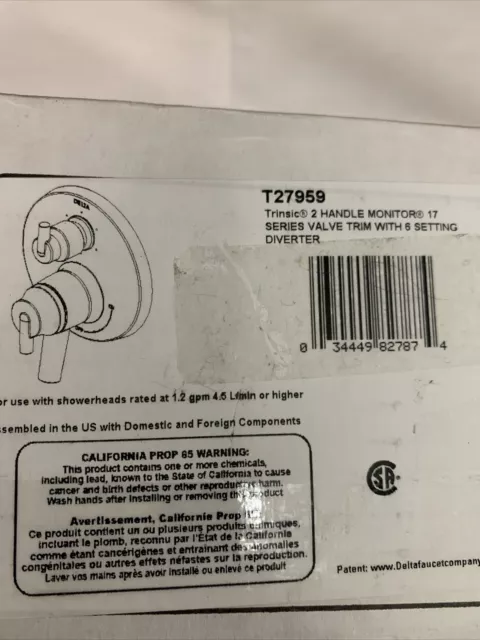 DELTA
T27959
Trinsic® 2 HANDLE MONITOR® 17
SERIES VALVE TRIM WITH 6 SETTING
DIVERTER
0 34449 82787 4
or use with showerheads rated at 1.2 gpm 4.5 L/min or higher
ssembled in the US with Domestic and Foreign Components
CALIFORNIA PROP 65 WARNING:
This product contains one or more chemicals,
including lead, known to the State of California to cause
cancer and birth defects or other reproductive harm.
Wash hands after installing or removing this product
Avertissement, Californie Prop
Ce produit contient un ou plusieurs produits chimiques,
incluant le plomb, reconnu par l'État de la Californie
comme étant cancérigènes et entrainant des anomalies
congénitales ou autres effets néfastes sur la reproduction.
Laver vos mains après avoir installé ou enlevé ce produit
Patent: www.Deltafaucetcompany